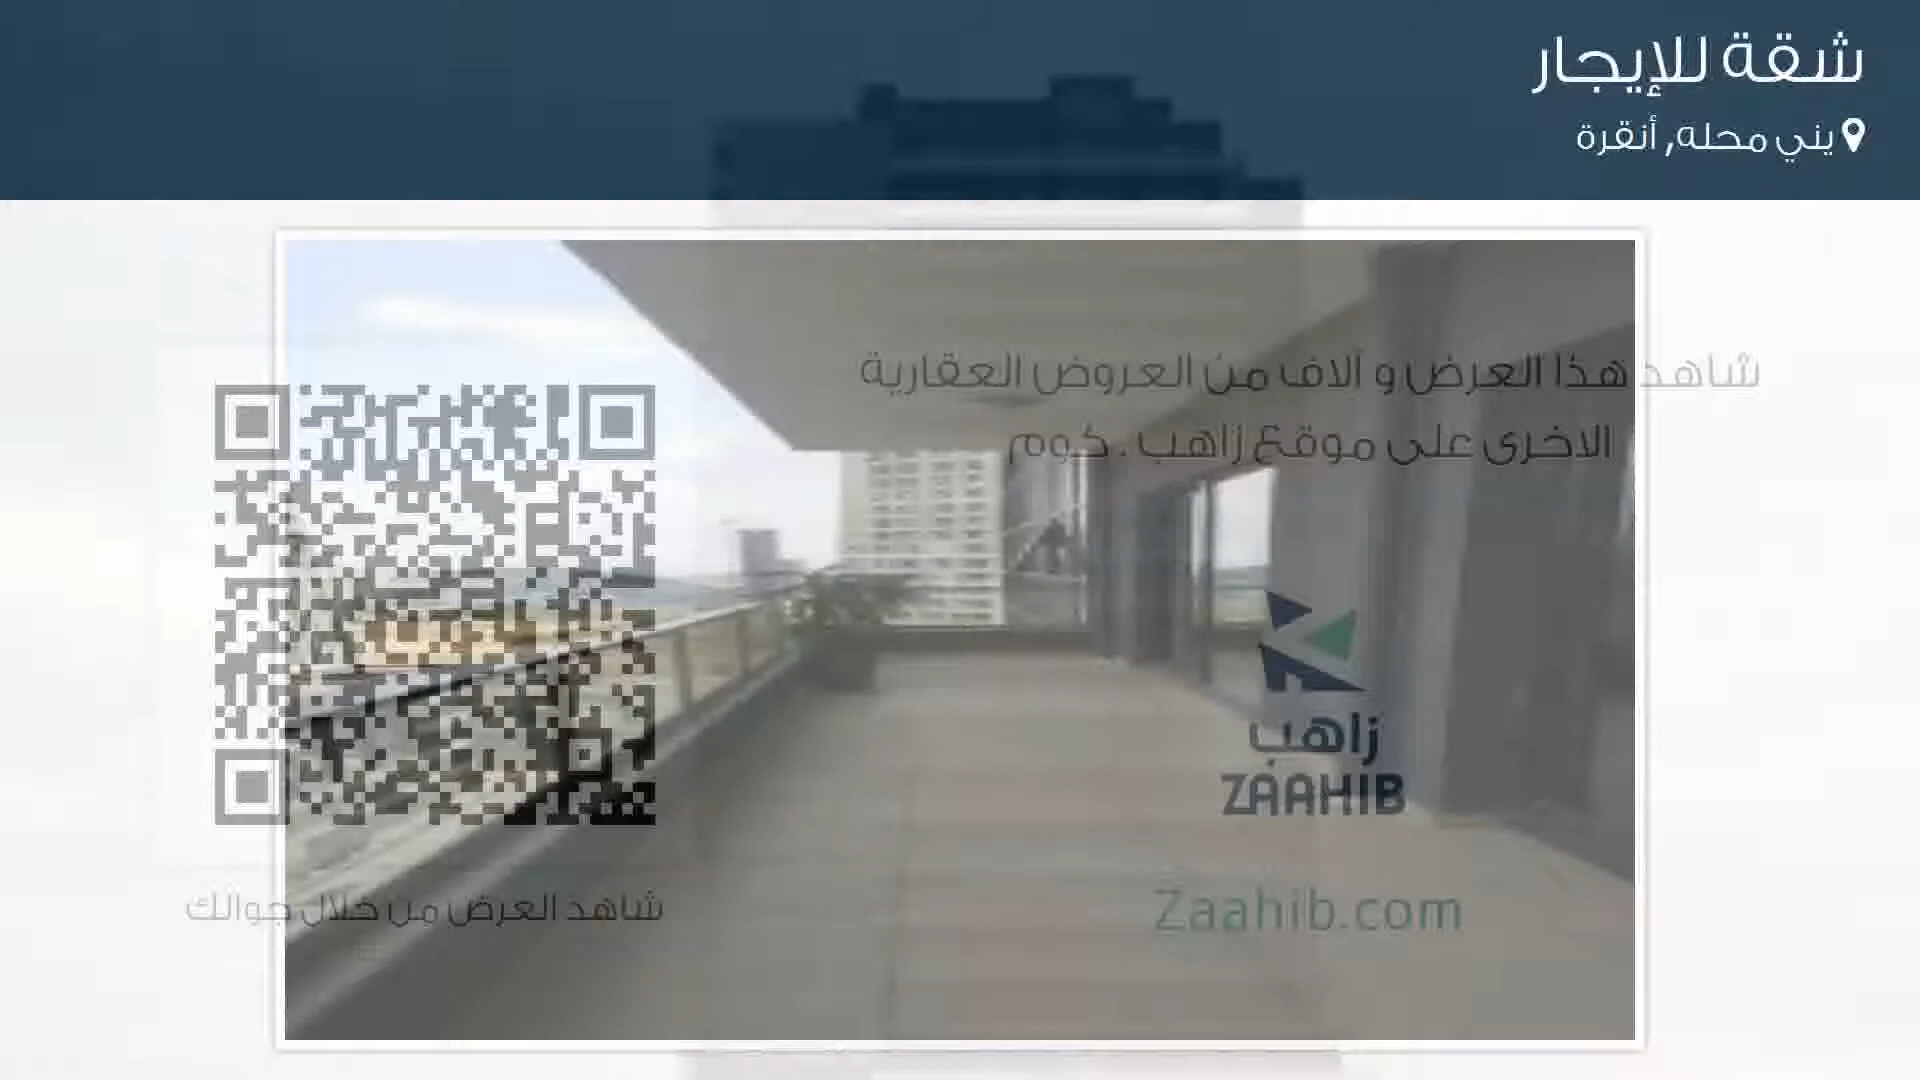 شقة للإيجار
يني محله, أنقرة
شاهد هذا العرض و آلاف من العروض العقارية
الاخرى على موقع زاهب . كوم
زاهب
ZAAHIB
Zaahib.com
شاهد العرض من خلال جوالك